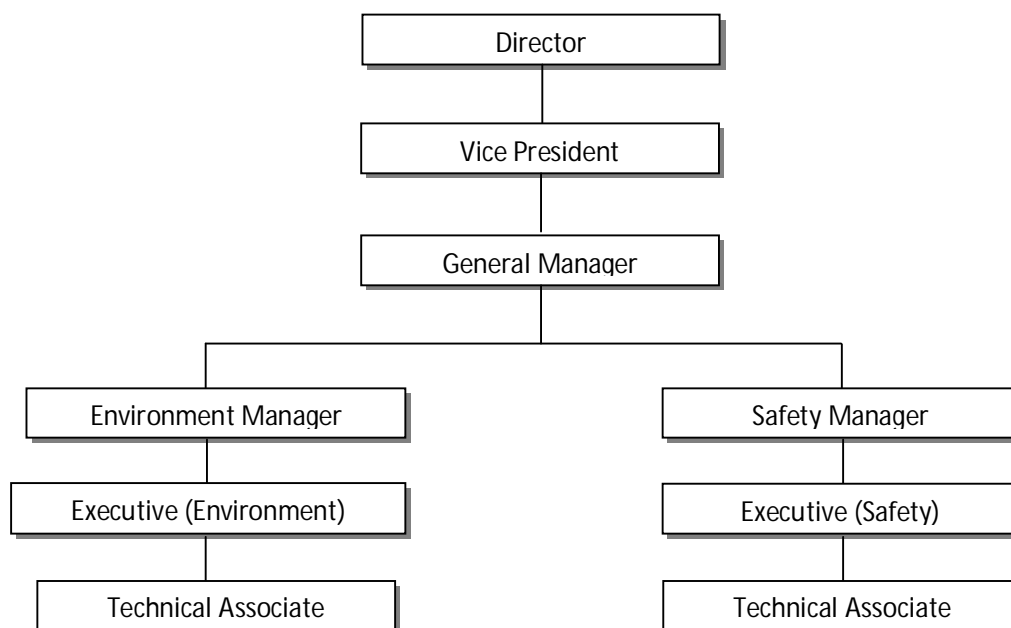 Director
Vice President
General Manager
Environment Manager
Safety Manager
Executive (Environment)
Executive (Safety)
Technical Associate
Technical Associate